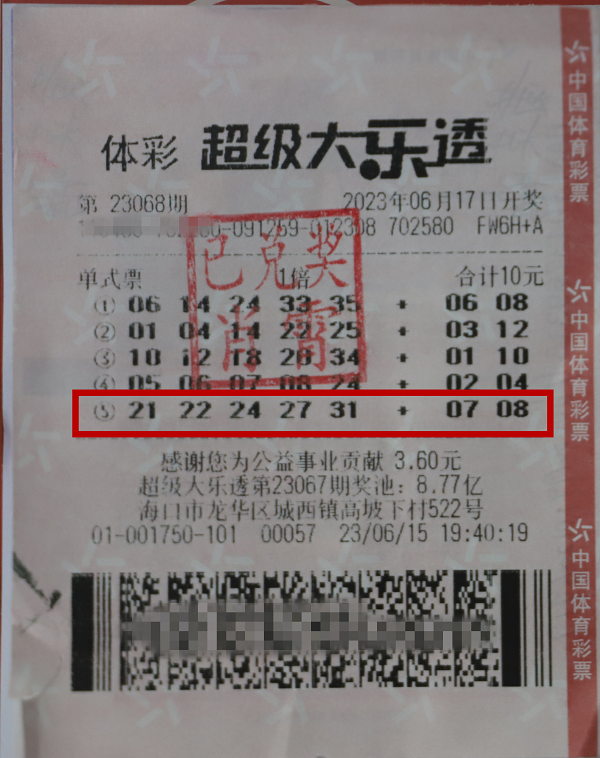 体彩 超级大乐透
第 23068期 2023年06月17日开奖
-091259-012308 702580 FW6H+A
单式票 1倍 合计10元
① 06 14 24 33 35 + 06 08
② 01 04 14 22 25 + 03 12
③ 10 12 18 28 34 + 01 10
④ 05 06 07 08 24 + 02 04
⑤ 21 22 24 27 31 + 07 08
已兑奖
肖霄
感谢您为公益事业贡献 3.60元
超级大乐透第23067期奖池：8.77亿
海口市龙华区城西镇高坡下村522号
01-001750-101 00057 23/06/15 19:40:19
中国体育彩票
中国体育彩票
中国体育彩票